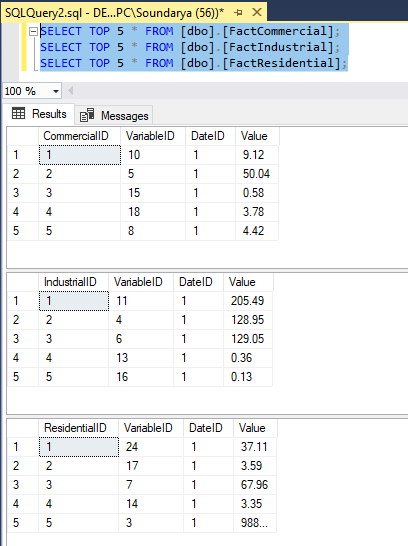 SQLQuery2.sql - DE...PC\Soundarya (56))*
SELECT TOP 5 * FROM [dbo].[FactCommercial];
SELECT TOP 5 * FROM [dbo].[FactIndustrial];
SELECT TOP 5 * FROM [dbo].[FactResidential];
100 %
Results Messages
CommercialID VariableID DateID Value
1 1 10 1 9.12
2 2 5 1 50.04
3 3 15 1 0.58
4 4 18 1 3.78
5 5 8 1 4.42
IndustrialID VariableID DateID Value
1 1 11 1 205.49
2 2 4 1 128.95
3 3 6 1 129.05
4 4 13 1 0.36
5 5 16 1 0.13
ResidentialID VariableID DateID Value
1 1 24 1 37.11
2 2 17 1 3.59
3 3 7 1 67.96
4 4 14 1 3.35
5 5 3 1 988...